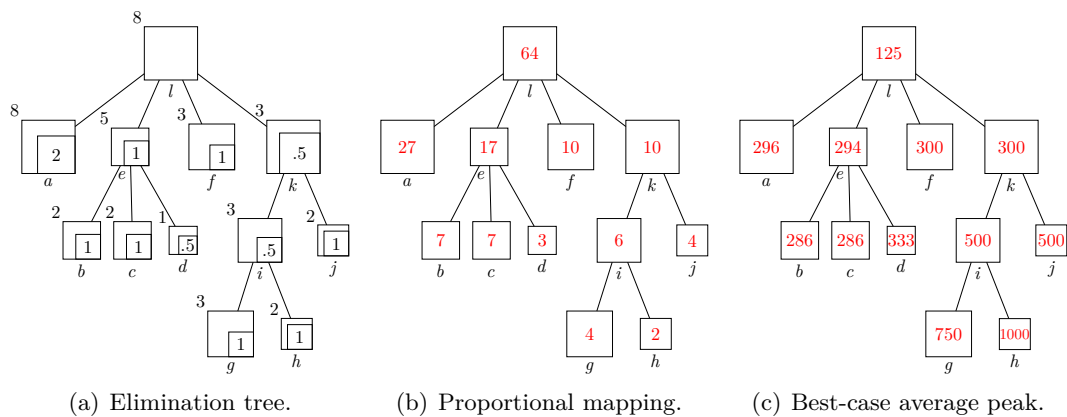 8
l
64
l
125
l
8
2
a
5
1
e
3
1
f
3
.5
k
27
a
17
e
10
f
10
k
296
a
294
e
300
f
300
k
2
1
b
2
1
c
1
.5
d
3
.5
i
2
1
j
7
b
7
c
3
d
6
i
4
j
286
b
286
c
333
d
500
i
500
j
3
1
g
2
1
h
4
g
2
h
750
g
1000
h
(a) Elimination tree.
(b) Proportional mapping.
(c) Best-case average peak.